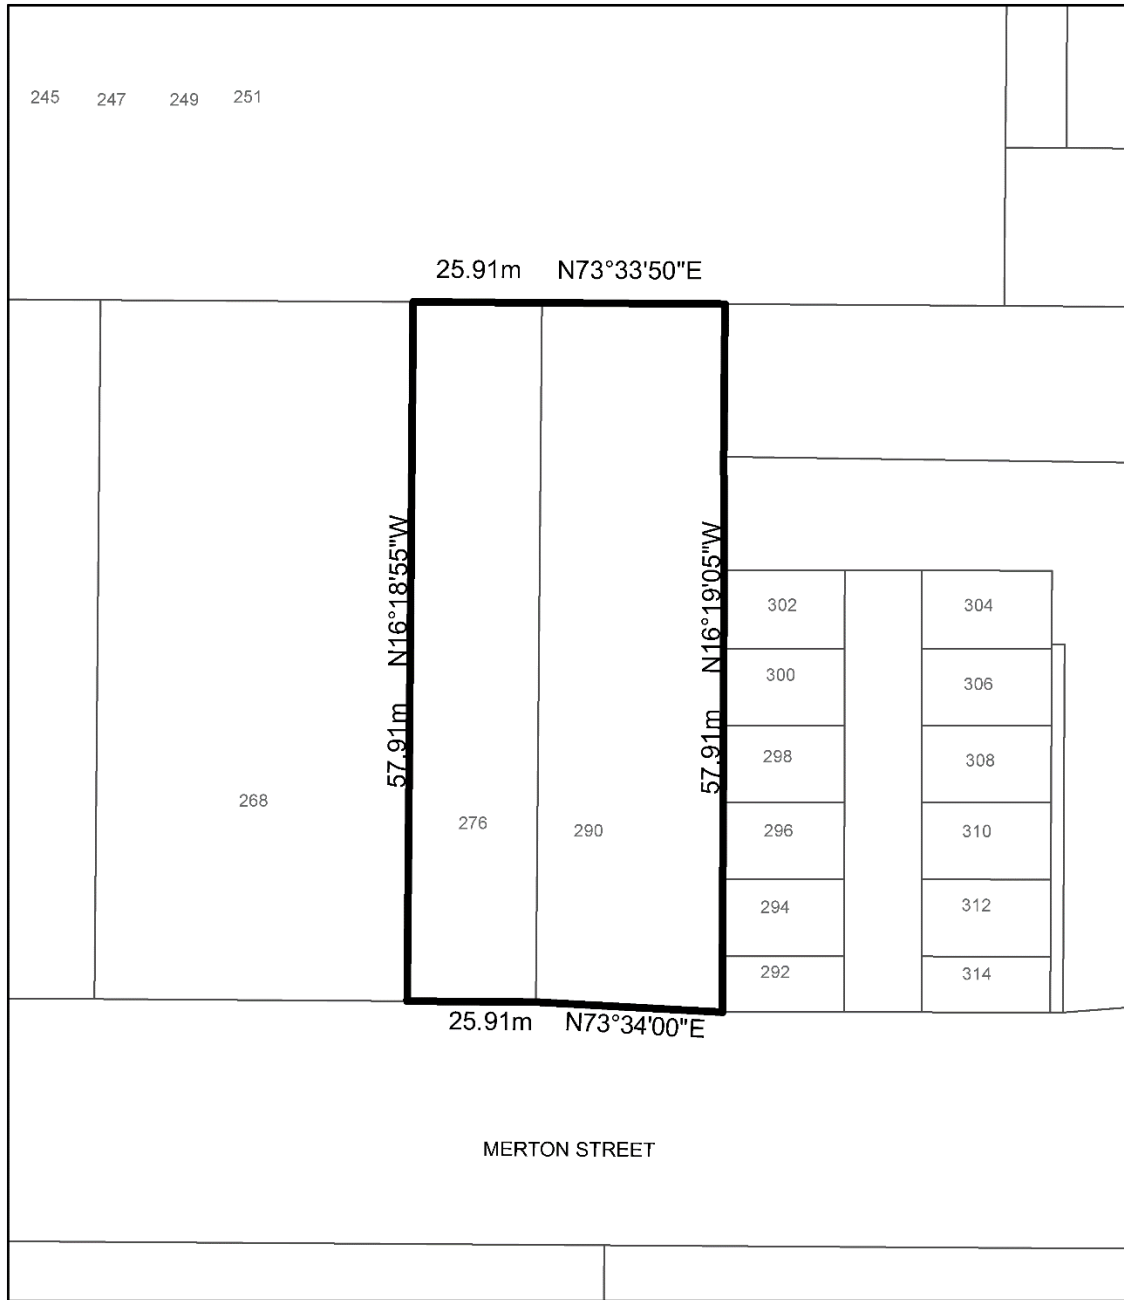 245 247 249 251
25.91m N73°33'50"E
N16°18'55"W
57.91m
N16°19'05"W
57.91m
302 304
300 306
298 308
268 276 290 296 310
294 312
292 314
25.91m N73°34'00"E
MERTON STREET